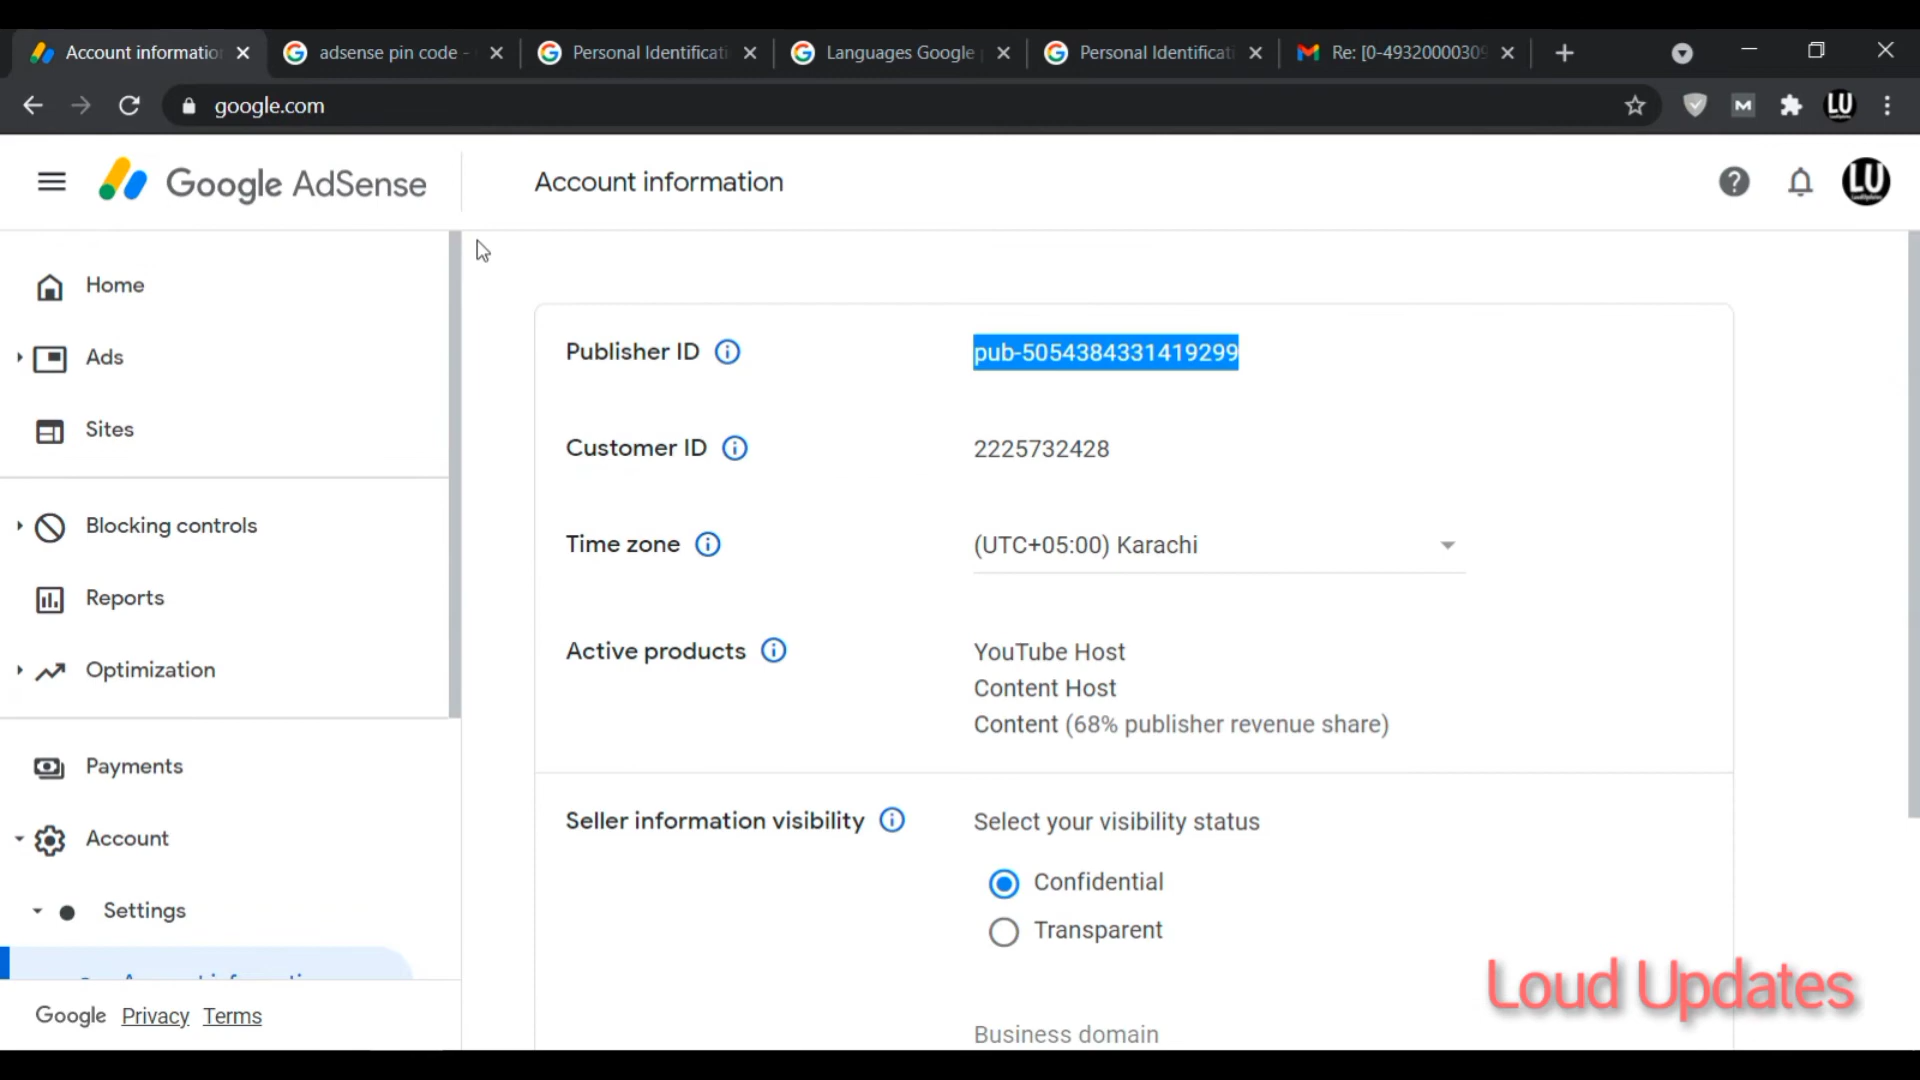 Account informatio
adsense pin code -
Personal Identificati
Languages Google
Personal Identificati
Re: [0-49320000309
google.com
LU
Google AdSense
Account information
LU
Home
Ads
Sites
Blocking controls
Reports
Optimization
Payments
Account
Settings
Google Privacy Terms
Publisher ID
pub-5054384331419299
Customer ID
2225732428
Time zone
(UTC+05:00) Karachi
Active products
YouTube Host
Content Host
Content (68% publisher revenue share)
Seller information visibility
Select your visibility status
Confidential
Transparent
Business domain
Loud Updates